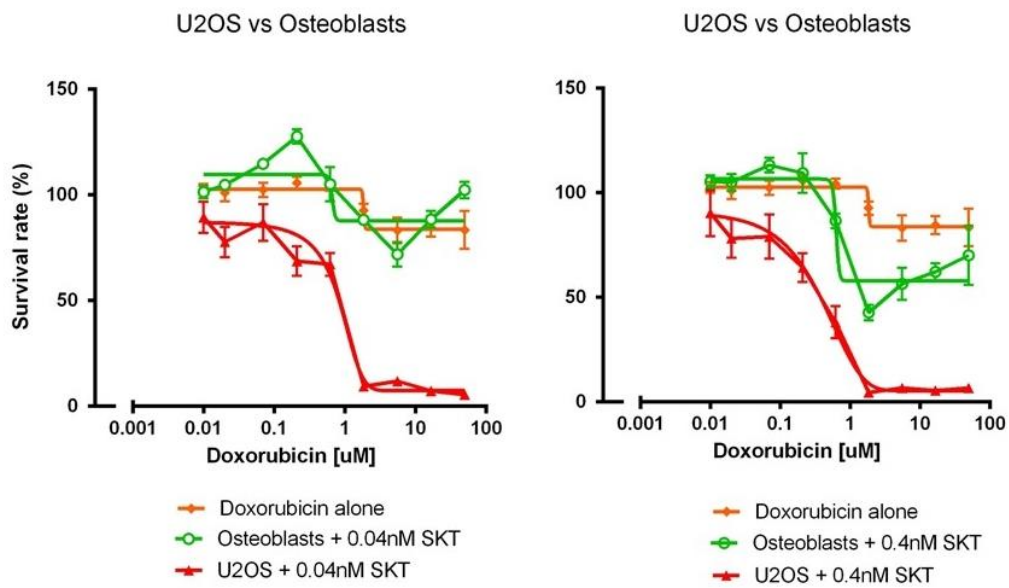 U2OS vs Osteoblasts
150
100
50
0
Survival rate (%)
0.001 0.01 0.1 1 10 100
Doxorubicin [uM]
Doxorubicin alone
Osteoblasts + 0.04nM SKT
U2OS + 0.04nM SKT
U2OS vs Osteoblasts
150
100
50
0
0.001 0.01 0.1 1 10 100
Doxorubicin [uM]
Doxorubicin alone
Osteoblasts + 0.4nM SKT
U2OS + 0.4nM SKT